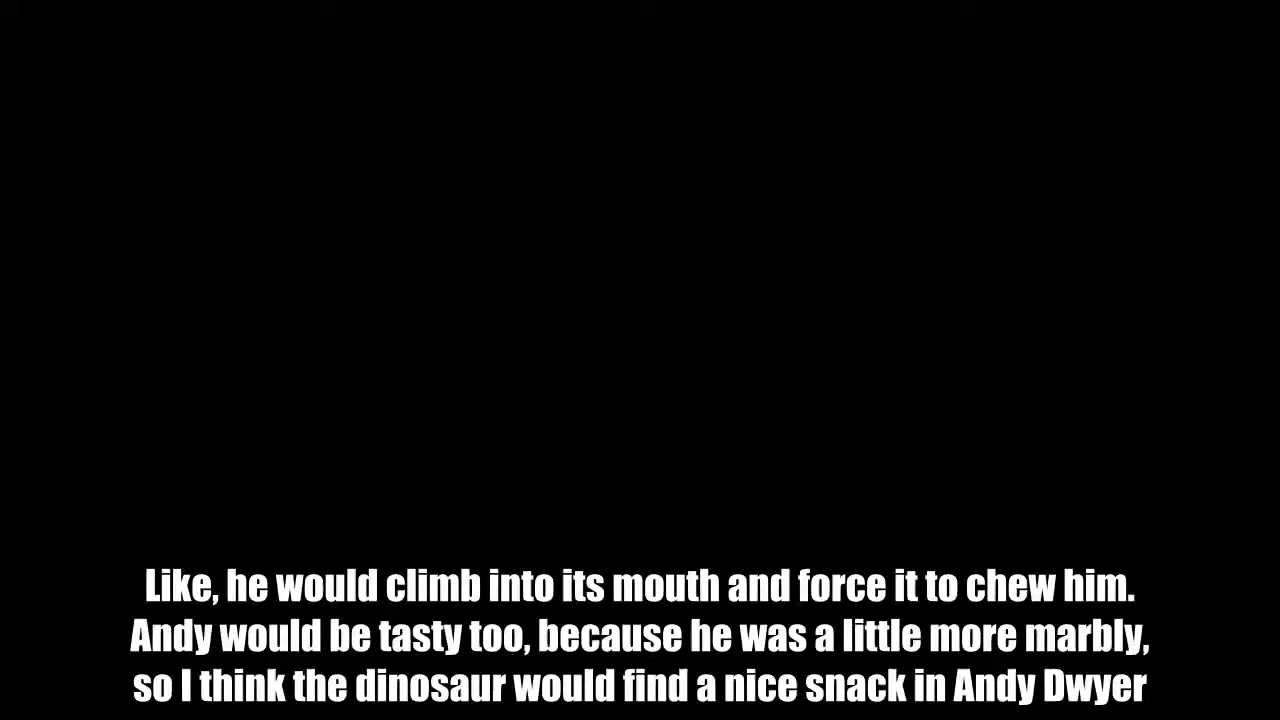 Like, he would climb into its mouth and force it to chew him.
Andy would be tasty too, because he was a little more marbly,
so I think the dinosaur would find a nice snack in Andy Dwyer